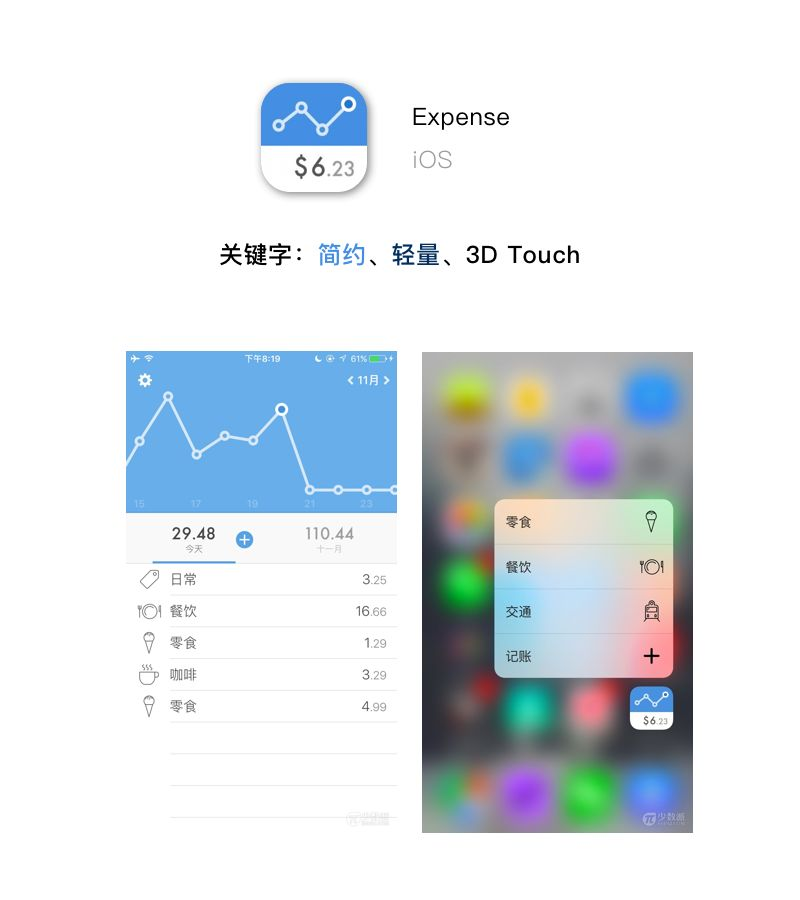 $6.23
Expense
iOS
关键字：简约、轻量、3D Touch
下午8:19
61%
11月
15 17 19 21 23
29.48
今天
110.44
十一月
日常 3.25
餐饮 16.66
零食 1.29
咖啡 3.29
零食 4.99
零食
餐饮
交通
记账
$6.23
少数派